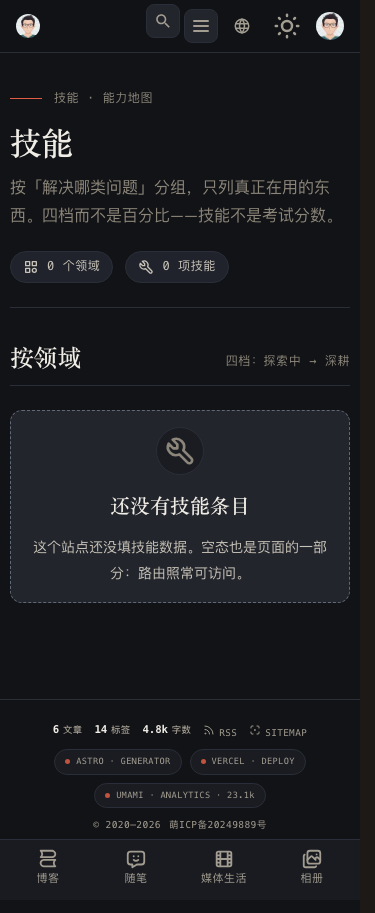 技能 · 能力地图
技能
按「解决哪类问题」分组，只列真正在用的东
西。四档而不是百分比——技能不是考试分数。
0 个领域
0 项技能
按领域
四档：探索中 → 深耕
还没有技能条目
这个站点还没填技能数据。空态也是页面的一部
分：路由照常可访问。
6 文章 14 标签 4.8k 字数 RSS SITEMAP
ASTRO · GENERATOR
VERCEL · DEPLOY
UMAMI · ANALYTICS · 23.1k
© 2020—2026 萌ICP备20249889号
博客
随笔
媒体生活
相册